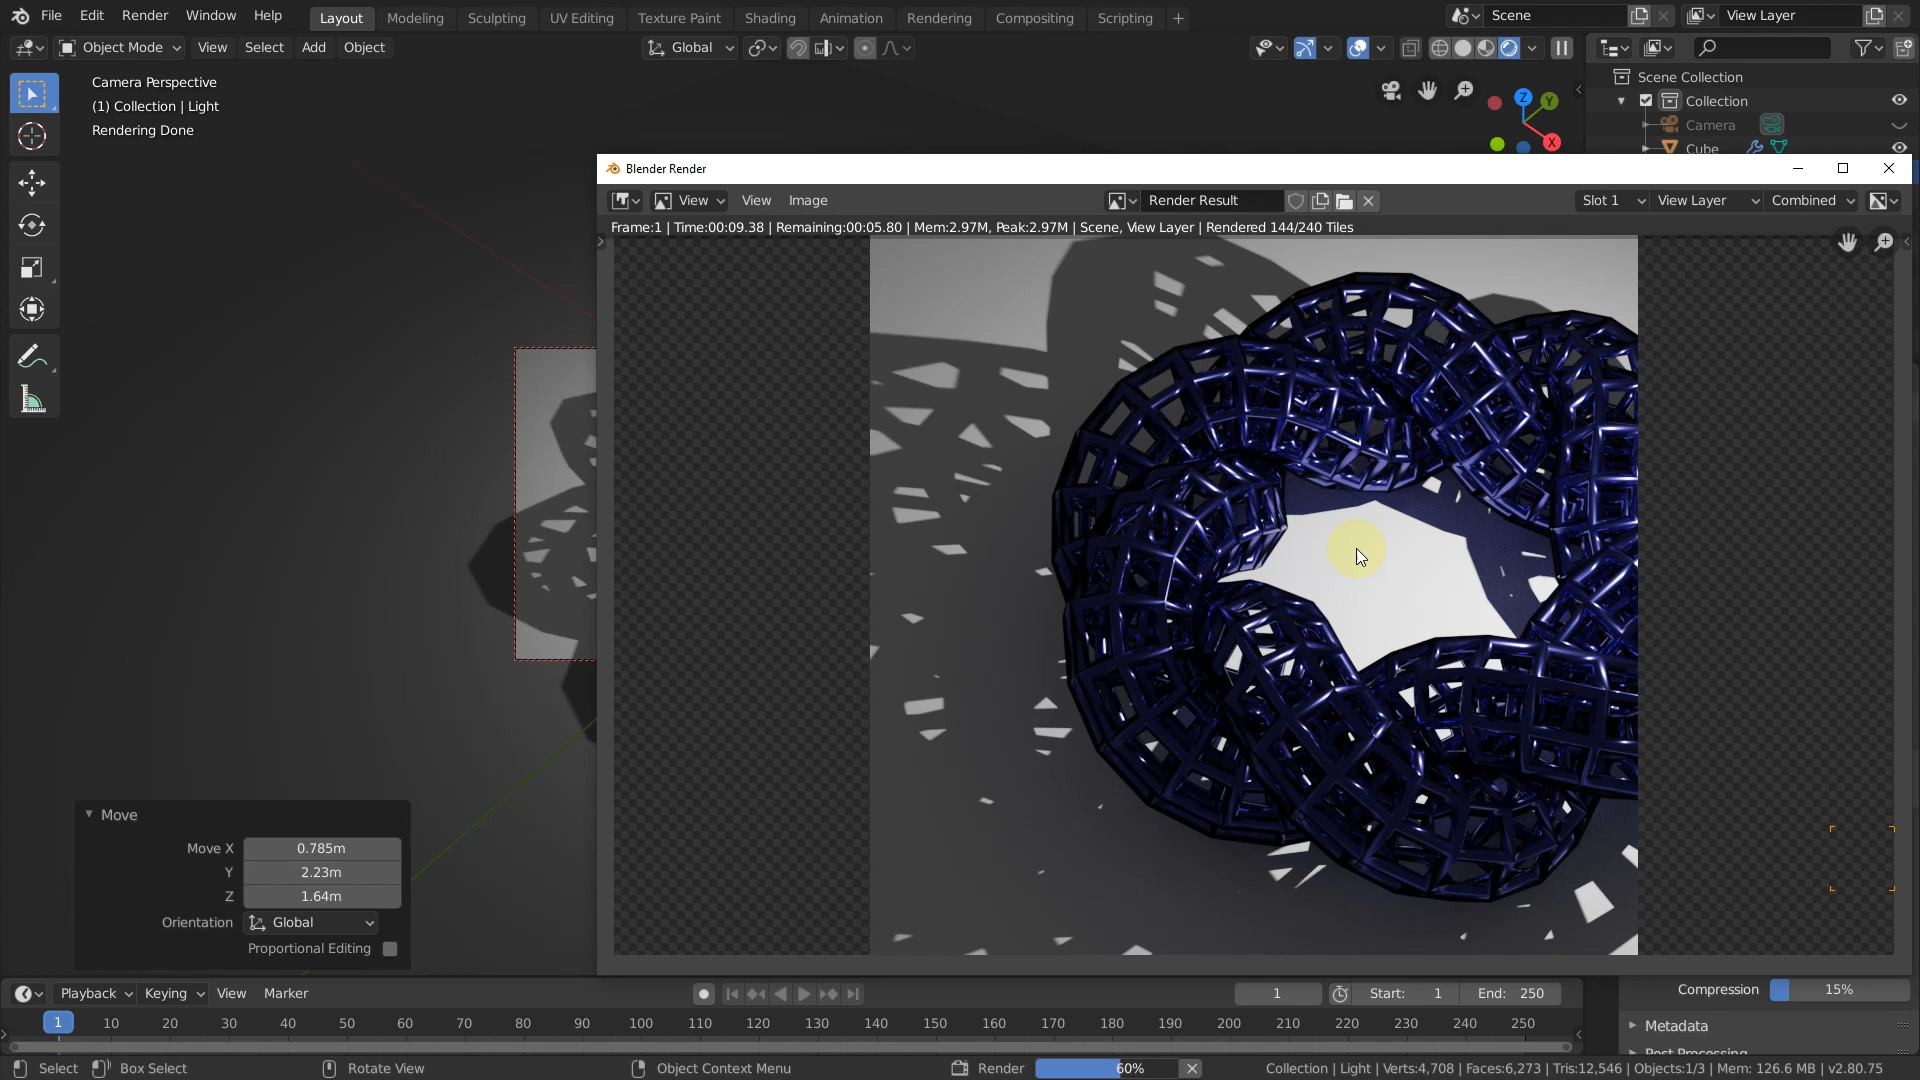 File Edit Render Window Help Layout Modeling Sculpting UV Editing Texture Paint Shading Animation Rendering Compositing Scripting + Scene View Layer
Object Mode View Select Add Object Global
Camera Perspective
(1) Collection | Light
Rendering Done
Scene Collection
Collection
Camera
Cube
Z
Y
X
Blender Render
View View Image Render Result Slot 1 View Layer Combined
Frame:1 | Time:00:09.38 | Remaining:00:05.80 | Mem:2.97M, Peak:2.97M | Scene, View Layer | Rendered 144/240 Tiles
Move
Move X 0.785m
Y 2.23m
Z 1.64m
Orientation Global
Proportional Editing
Playback Keying View Marker 1 Start: 1 End: 250
1 10 20 30 40 50 60 70 80 90 100 110 120 130 140 150 160 170 180 190 200 210 220 230 240 250
Compression 15%
Metadata
Post Processing
Select Box Select Rotate View Object Context Menu Render 60% Collection | Light | Verts:4,708 | Faces:6,273 | Tris:12,546 | Objects:1/3 | Mem: 126.6 MB | v2.80.75